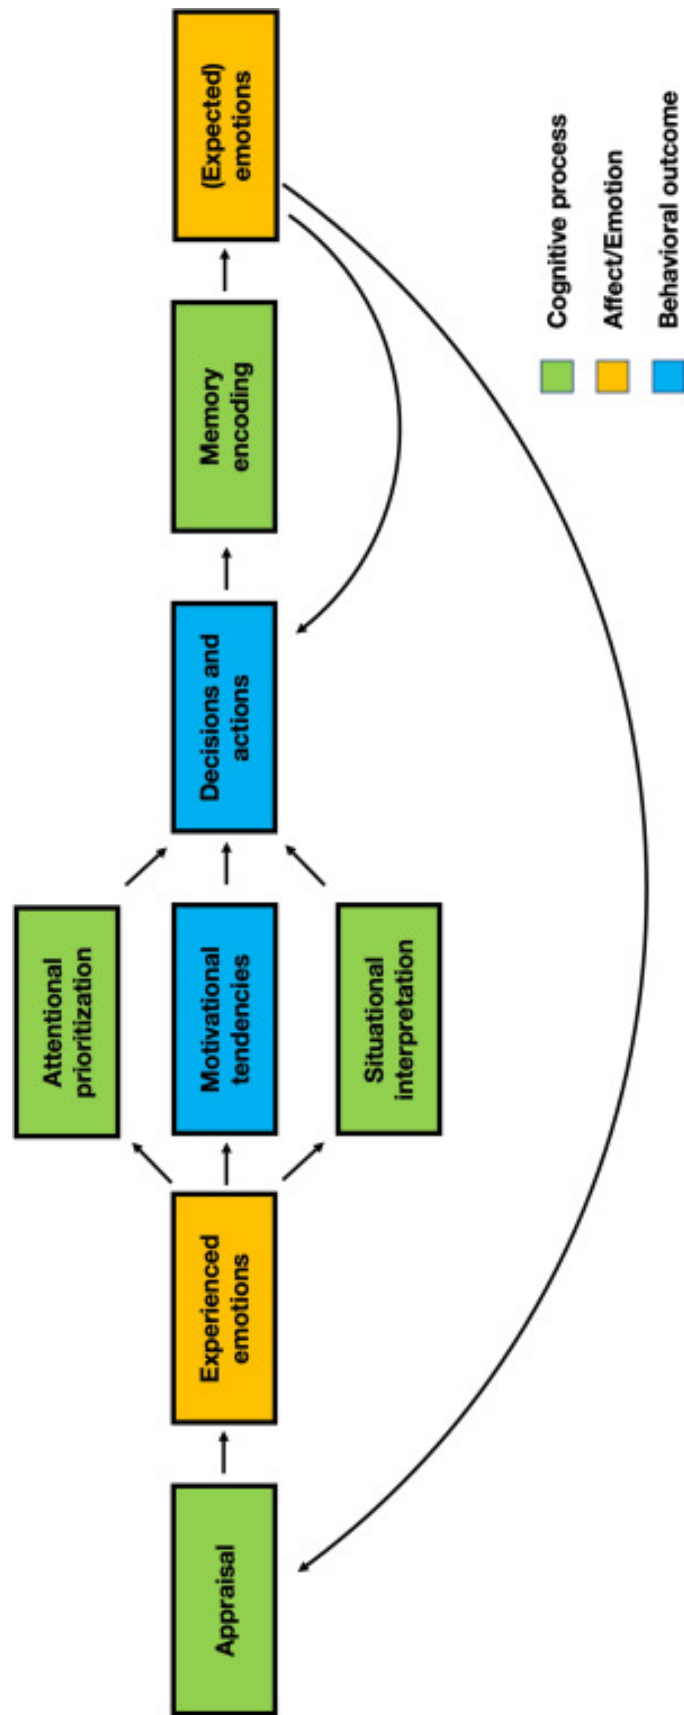 Appraisal
Experienced
emotions
Attentional
prioritization
Motivational
tendencies
Situational
interpretation
Decisions and
actions
Memory
encoding
(Expected)
emotions
Cognitive process
Affect/Emotion
Behavioral outcome